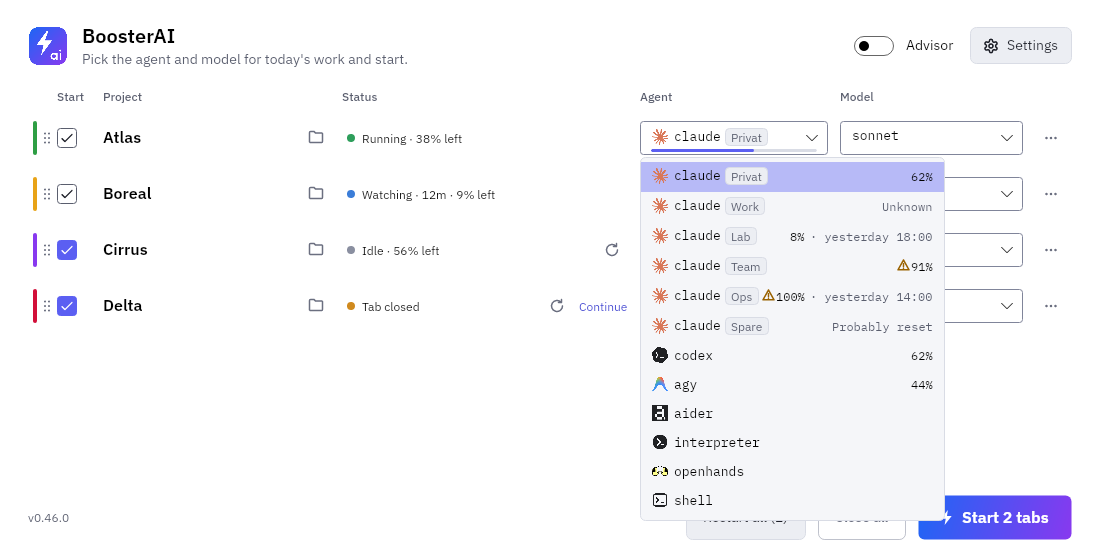 ai
BoosterAI
Pick the agent and model for today's work and start.
Advisor
Settings
Start Project Status Agent Model
Atlas Running · 38% left claude Privat sonnet
claude Privat 62%
Boreal Watching · 12m · 9% left
claude Work Unknown
claude Lab 8% · yesterday 18:00
Cirrus Idle · 56% left
claude Team 91%
claude Ops 100% · yesterday 14:00
Delta Tab closed Continue
claude Spare Probably reset
codex 62%
agy 44%
aider
interpreter
openhands
shell
v0.46.0
Start 2 tabs